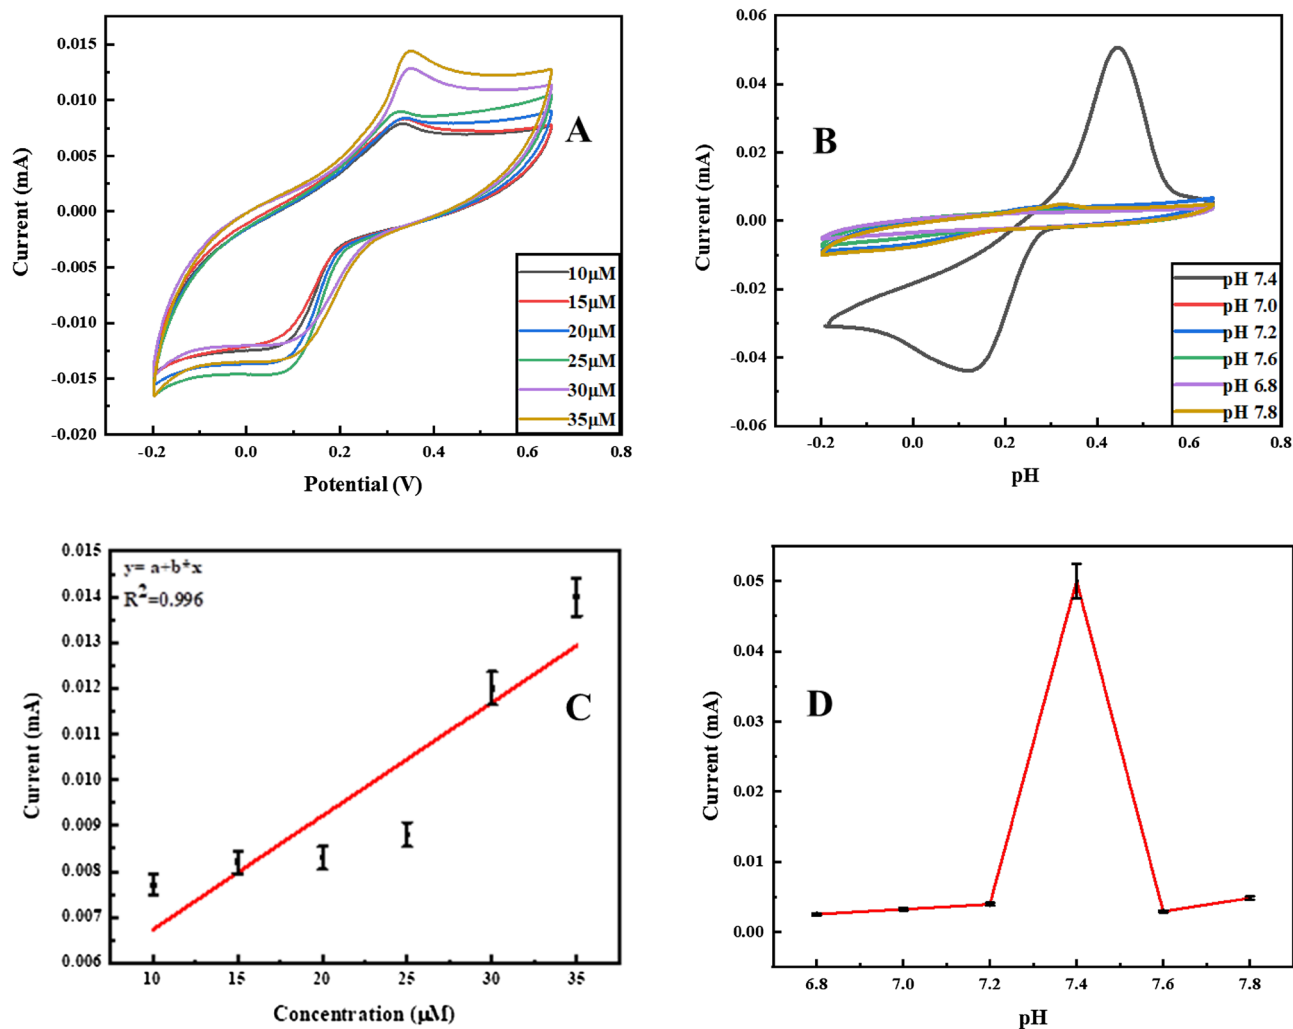 0.015
0.010
0.005
0.000
-0.005
-0.010
-0.015
-0.020
Current (mA)
A
10μM
15μM
20μM
25μM
30μM
35μM
-0.2 0.0 0.2 0.4 0.6 0.8
Potential (V)
0.06
0.04
0.02
0.00
-0.02
-0.04
-0.06
Current (mA)
B
pH 7.4
pH 7.0
pH 7.2
pH 7.6
pH 6.8
pH 7.8
-0.2 0.0 0.2 0.4 0.6 0.8
pH
0.015
0.014
0.013
0.012
0.011
0.010
0.009
0.008
0.007
0.006
Current (mA)
y= a+b*x
R²=0.996
C
10 15 20 25 30 35
Concentration (μM)
0.05
0.04
0.03
0.02
0.01
0.00
Current (mA)
D
6.8 7.0 7.2 7.4 7.6 7.8
pH